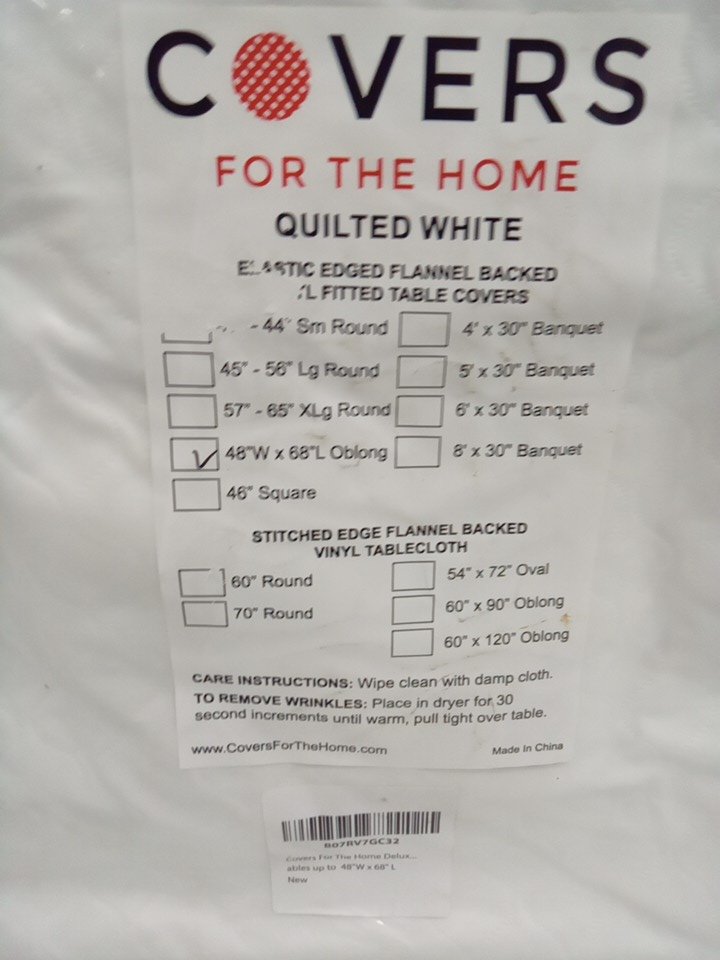 COVERS
FOR THE HOME
QUILTED WHITE
ELASTIC EDGED FLANNEL BACKED
FITTED TABLE COVERS
- 44" Sm Round
4' x 30" Banquet
45" - 56" Lg Round
5' x 30" Banquet
57" - 65" XLg Round
6' x 30" Banquet
48"W x 68"L Oblong
8' x 30" Banquet
46" Square
STITCHED EDGE FLANNEL BACKED
VINYL TABLECLOTH
60" Round
54" x 72" Oval
70" Round
60" x 90" Oblong
60" x 120" Oblong
CARE INSTRUCTIONS: Wipe clean with damp cloth.
TO REMOVE WRINKLES: Place in dryer for 30
second increments until warm, pull tight over table.
www.CoversForTheHome.com
Made In China
B07BV7GC32
Covers For The Home Delux...
ables up to 48"W x 68" L
New